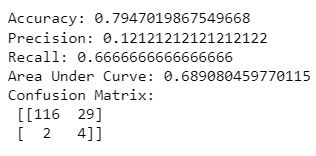 Accuracy: 0.7947019867549668
Precision: 0.12121212121212122
Recall: 0.6666666666666666
Area Under Curve: 0.689080459770115
Confusion Matrix:
[[116  29]
[  2   4]]